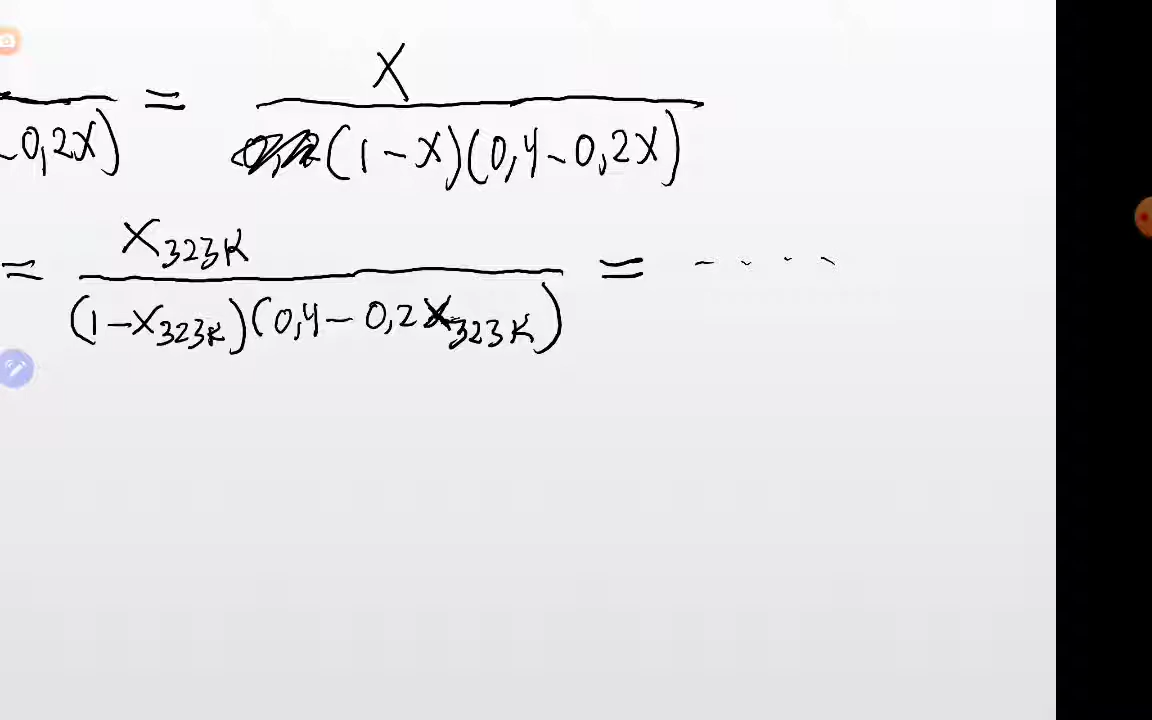 X
- 0,2X) = (1-X)(0,4-0,2X)
= X323K = ....
(1-X323K)(0,4-0,2X323K)